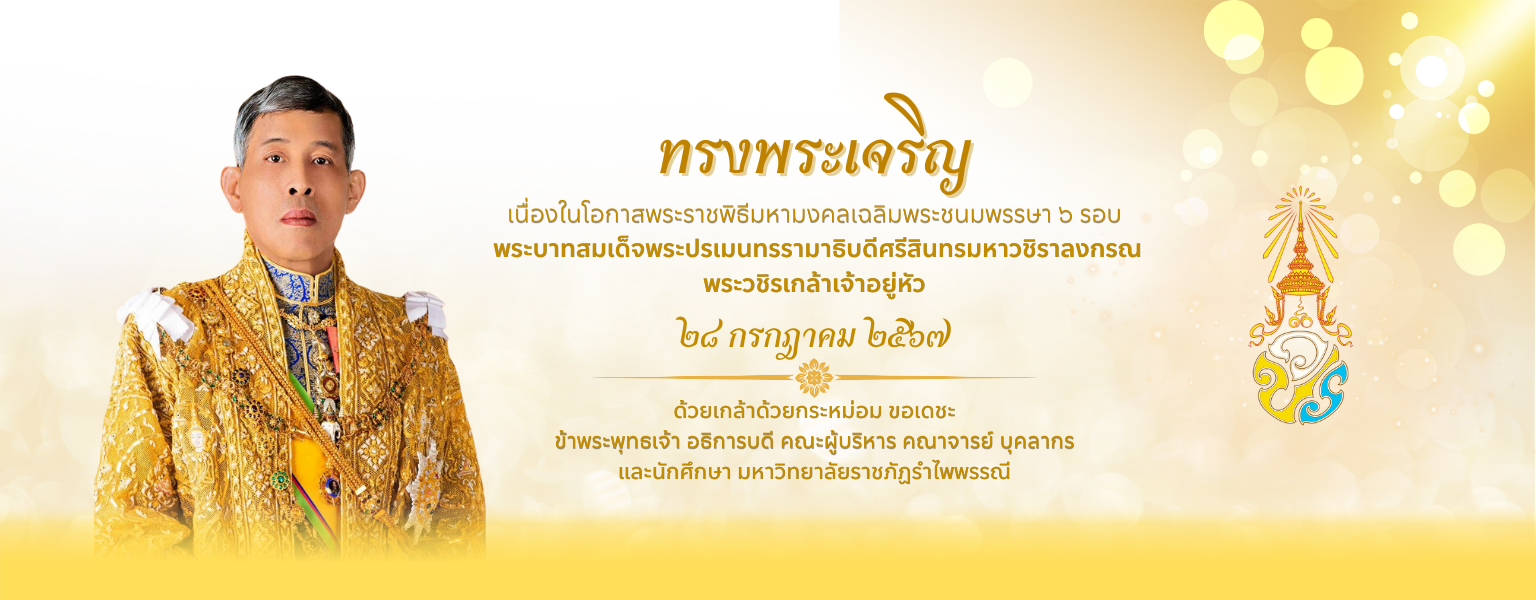 ทรงพระเจริญ
เนื่องในโอกาสพระราชพิธีมหามงคลเฉลิมพระชนมพรรษา ๖ รอบ
พระบาทสมเด็จพระปรเมนทรรามาธิบดีศรีสินทรมหาวชิราลงกรณ
พระวชิรเกล้าเจ้าอยู่หัว
๒๘ กรกฎาคม ๒๕๖๗
ด้วยเกล้าด้วยกระหม่อม ขอเดชะ
ข้าพระพุทธเจ้า อธิการบดี คณะผู้บริหาร คณาจารย์ บุคลากร
และนักศึกษา มหาวิทยาลัยราชภัฏรำไพพรรณี